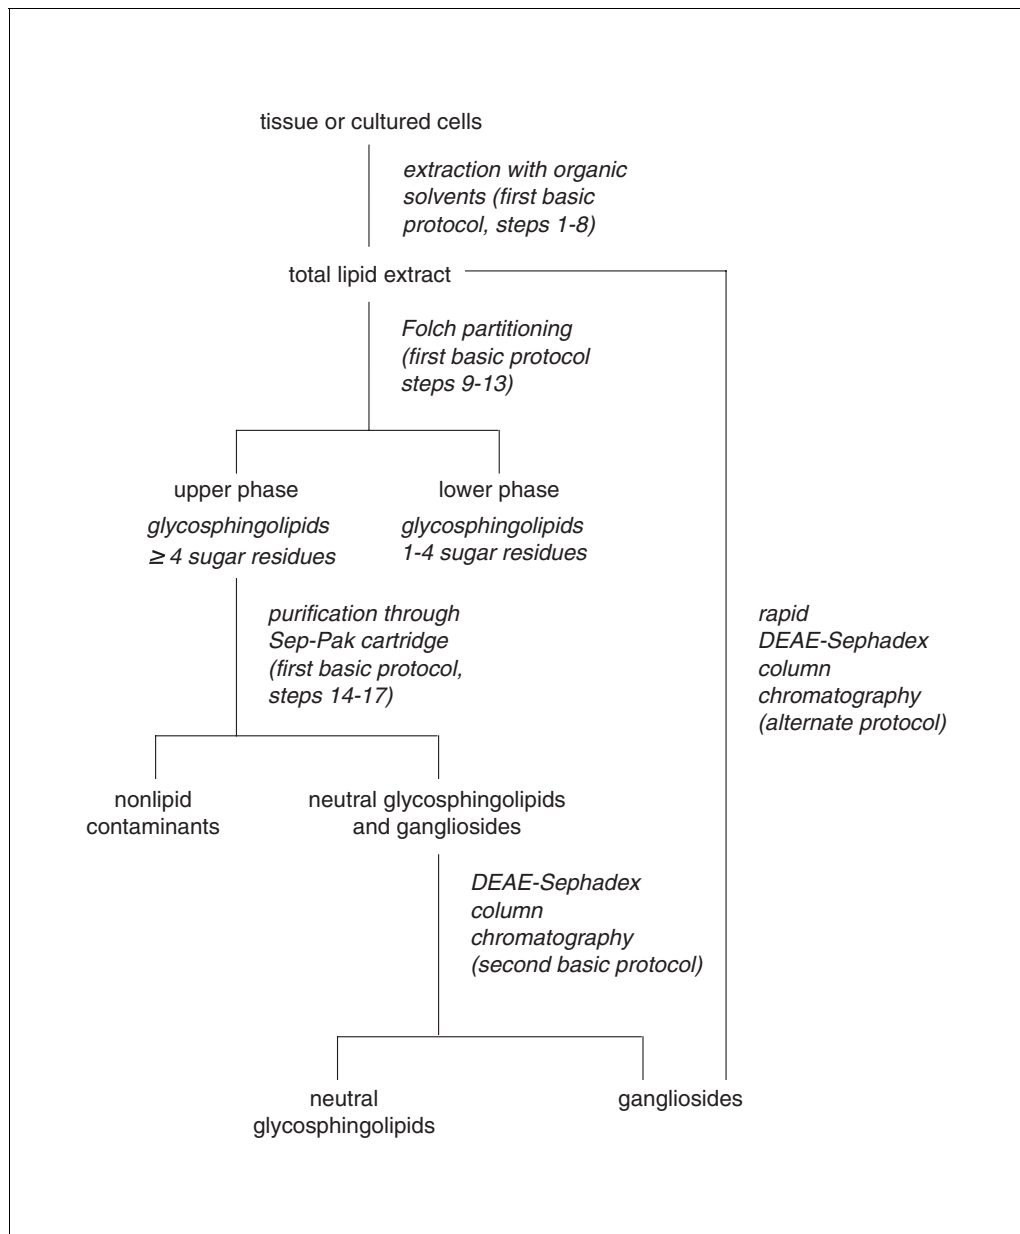 tissue or cultured cells
extraction with organic
solvents (first basic
protocol, steps 1-8)
total lipid extract
Folch partitioning
(first basic protocol
steps 9-13)
upper phase
glycosphingolipids
≥ 4 sugar residues
lower phase
glycosphingolipids
1-4 sugar residues
purification through
Sep-Pak cartridge
(first basic protocol,
steps 14-17)
rapid
DEAE-Sephadex
column
chromatography
(alternate protocol)
nonlipid
contaminants
neutral glycosphingolipids
and gangliosides
DEAE-Sephadex
column
chromatography
(second basic protocol)
neutral
glycosphingolipids
gangliosides